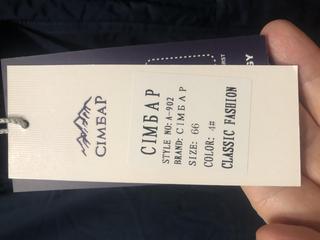 СІМБАР
СІМБАР
STYLE NO: A-902
BRAND: СІМБАР
SIZE: 66
COLOR: 4#
CLASSIC FASHION